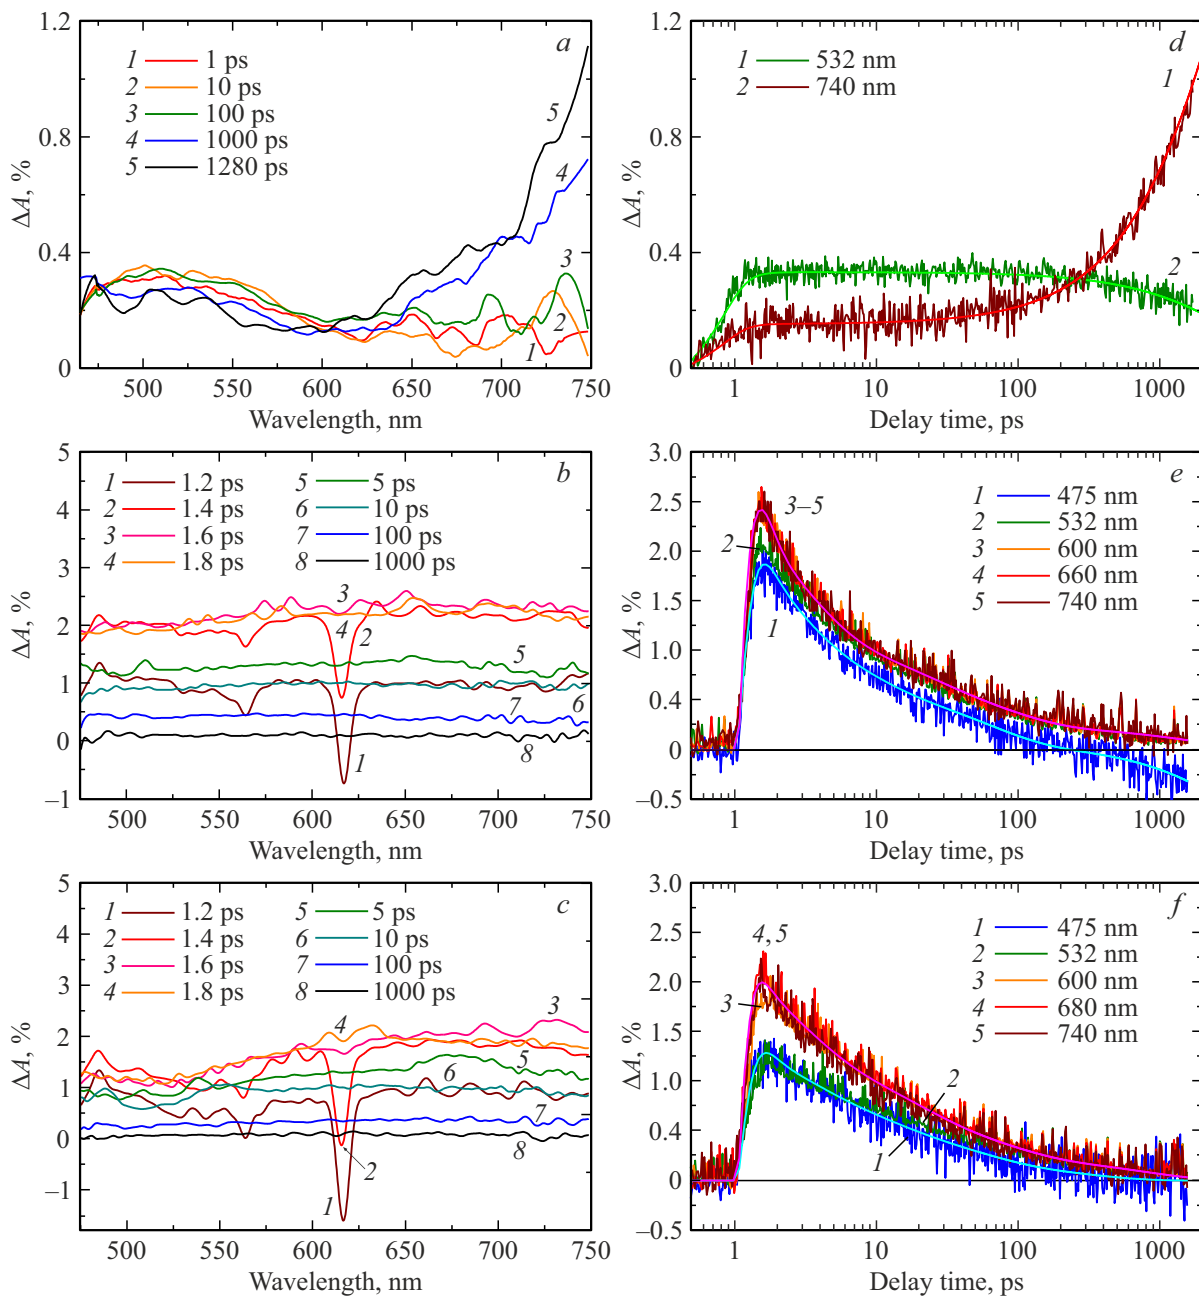 a
1 1 ps
2 10 ps
3 100 ps
4 1000 ps
5 1280 ps
5
4
3
2
1
1.2
0.8
0.4
0
ΔA, %
500 550 600 650 700 750
Wavelength, nm
d
1 532 nm
2 740 nm
1
2
1.2
0.8
0.4
0
ΔA, %
1 10 100 1000
Delay time, ps
b
1 1.2 ps 5 5 ps
2 1.4 ps 6 10 ps
3 1.6 ps 7 100 ps
4 1.8 ps 8 1000 ps
3
4 2
5
6
7
8
1
5
4
3
2
1
0
–1
ΔA, %
500 550 600 650 700 750
Wavelength, nm
e
1 475 nm
2 532 nm
3 600 nm
4 660 nm
5 740 nm
3–5
2
1
3.0
2.5
2.0
1.5
1.0
0.4
0
–0.5
ΔA, %
1 10 100 1000
Delay time, ps
c
1 1.2 ps 5 5 ps
2 1.4 ps 6 10 ps
3 1.6 ps 7 100 ps
4 1.8 ps 8 1000 ps
3
4
5
6
7
8
2
1
5
4
3
2
1
0
–1
ΔA, %
500 550 600 650 700 750
Wavelength, nm
f
1 475 nm
2 532 nm
3 600 nm
4 680 nm
5 740 nm
4, 5
3
2
1
3.0
2.5
2.0
1.5
1.0
0.4
0
–0.5
ΔA, %
1 10 100 1000
Delay time, ps